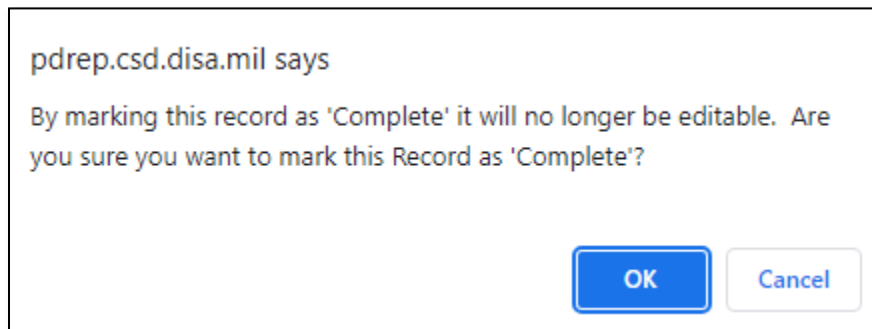 pdrep.csd.disa.mil says
By marking this record as 'Complete' it will no longer be editable.  Are
you sure you want to mark this Record as 'Complete'?
OK
Cancel